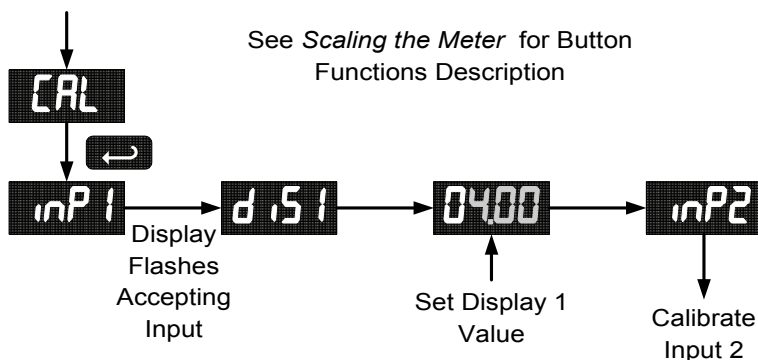 See Scaling the Meter for Button
Functions Description
CAL
inP1
diS1
04.00
inP2
Display
Flashes
Accepting
Input
Set Display 1
Value
Calibrate
Input 2